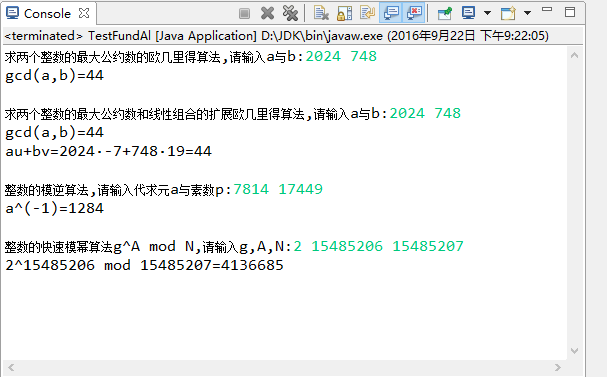 Console
<terminated> TestFundAl [Java Application] D:\JDK\bin\javaw.exe (2016年9月22日 下午9:22:05)
求两个整数的最大公约数的欧几里得算法,请输入a与b:2024 748
gcd(a,b)=44
求两个整数的最大公约数和线性组合的扩展欧几里得算法,请输入a与b:2024 748
gcd(a,b)=44
au+bv=2024·-7+748·19=44
整数的模逆算法,请输入代求元a与素数p:7814 17449
a^(-1)=1284
整数的快速模幂算法g^A mod N,请输入g,A,N:2 15485206 15485207
2^15485206 mod 15485207=4136685